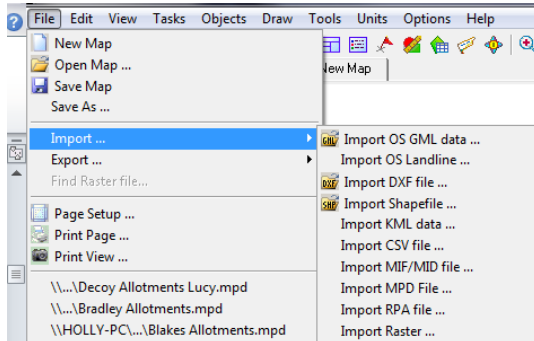 File Edit View Tasks Objects Draw Tools Units Options Help
New Map
Open Map ...
New Map
Save Map
Save As ...
Import ...
Export ...
Find Raster file...
Page Setup ...
Print Page ...
Print View ...
\\...\Decoy Allotments Lucy.mpd
\\...\Bradley Allotments.mpd
\\HOLLY-PC\...\Blakes Allotments.mpd
GML Import OS GML data ...
Import OS Landline ...
DXF Import DXF file ...
SHP Import Shapefile ...
Import KML data ...
Import CSV file ...
Import MIF/MID file ...
Import MPD File ...
Import RPA file ...
Import Raster ...